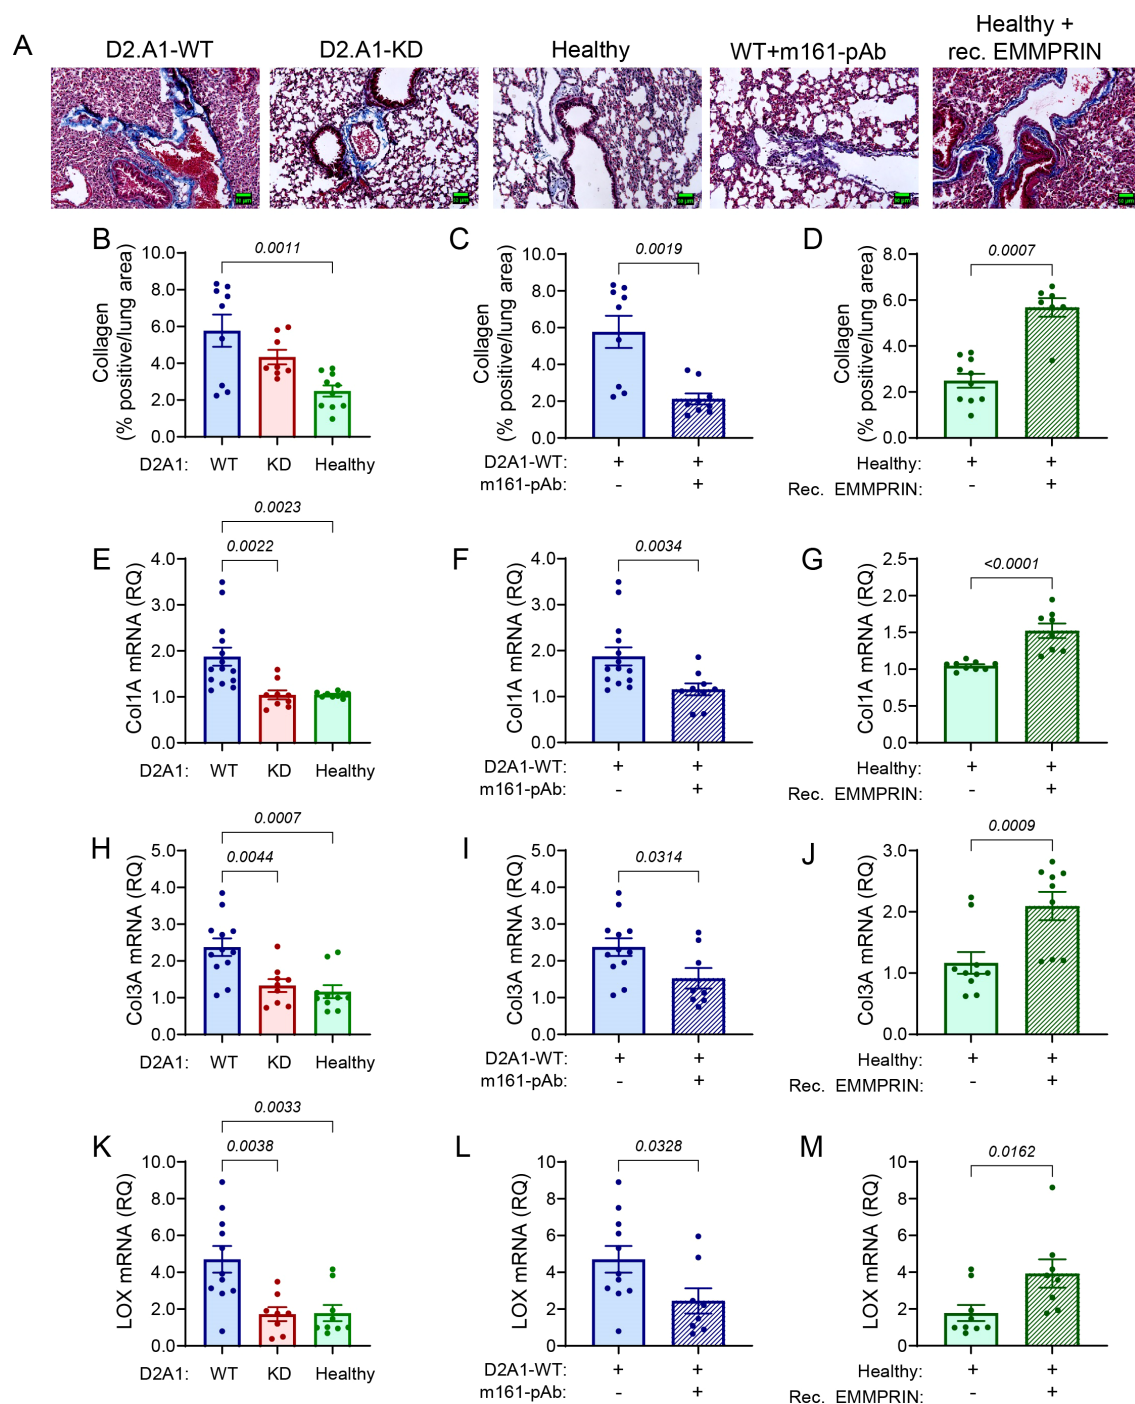 A
D2.A1-WT
D2.A1-KD
Healthy
WT+m161-pAb
Healthy +
rec. EMMPRIN
50 µm
50 µm
50 µm
50 µm
50 µm
B
Collagen
(% positive/lung area)
10.0
8.0
6.0
4.0
2.0
0.0
0.0011
D2A1:
WT
KD
Healthy
C
Collagen
(% positive/lung area)
10.0
8.0
6.0
4.0
2.0
0.0
0.0019
D2A1-WT: + +
m161-pAb: - +
D
Collagen
(% positive/lung area)
8.0
6.0
4.0
2.0
0.0
0.0007
Healthy: + +
Rec. EMMPRIN: - +
E
Col1A mRNA (RQ)
4.0
3.0
2.0
1.0
0.0
0.0023
0.0022
D2A1:
WT
KD
Healthy
F
Col1A mRNA (RQ)
4.0
3.0
2.0
1.0
0.0
0.0034
D2A1-WT: + +
m161-pAb: - +
G
Col1A mRNA (RQ)
2.5
2.0
1.5
1.0
0.5
0.0
<0.0001
Healthy: + +
Rec. EMMPRIN: - +
H
Col3A mRNA (RQ)
5.0
4.0
3.0
2.0
1.0
0.0
0.0007
0.0044
D2A1:
WT
KD
Healthy
I
Col3A mRNA (RQ)
5.0
4.0
3.0
2.0
1.0
0.0
0.0314
D2A1-WT: + +
m161-pAb: - +
J
Col3A mRNA (RQ)
3.0
2.0
1.0
0.0
0.0009
Healthy: + +
Rec. EMMPRIN: - +
K
LOX mRNA (RQ)
10.0
8.0
6.0
4.0
2.0
0.0
0.0033
0.0038
D2A1:
WT
KD
Healthy
L
LOX mRNA (RQ)
10
8
6
4
2
0
0.0328
D2A1-WT: + +
m161-pAb: - +
M
LOX mRNA (RQ)
10
8
6
4
2
0
0.0162
Healthy: + +
Rec. EMMPRIN: - +